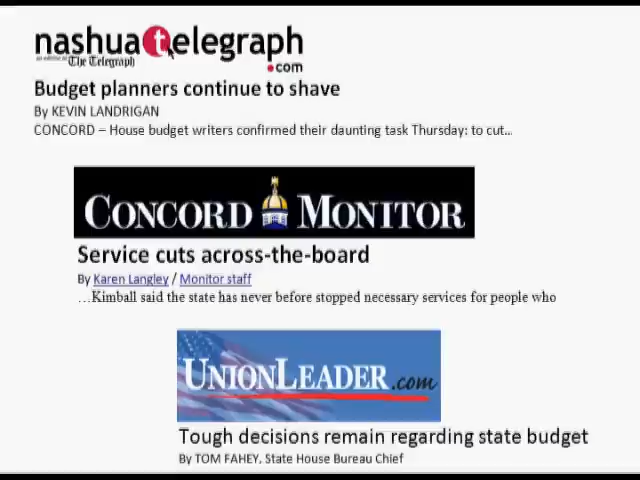 nashuatelegraph
.com
an edition of The Telegraph
Budget planners continue to shave
By KEVIN LANDRIGAN
CONCORD – House budget writers confirmed their daunting task Thursday: to cut...
CONCORD MONITOR
Service cuts across-the-board
By Karen Langley / Monitor staff
…Kimball said the state has never before stopped necessary services for people who
UNIONLEADER.com
Tough decisions remain regarding state budget
By TOM FAHEY, State House Bureau Chief